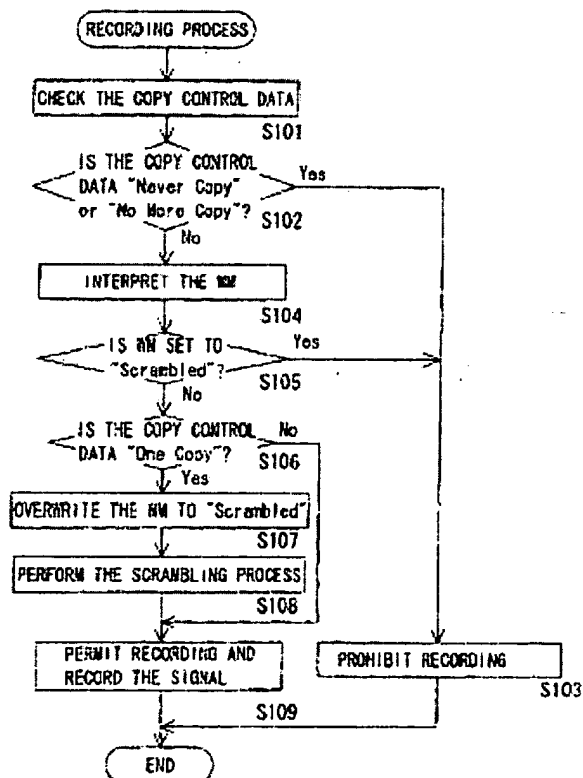 RECORDING PROCESS
CHECK THE COPY CONTROL DATA
S101
IS THE COPY CONTROL
DATA "Never Copy"
or "No More Copy"?
Yes
S102
No
INTERPRET THE WM
S104
IS WM SET TO
"Scrambled"?
Yes
S105
No
IS THE COPY CONTROL
DATA "One Copy"?
No
S106
Yes
OVERWRITE THE WM TO "Scrambled"
S107
PERFORM THE SCRAMBLING PROCESS
S108
PERMIT RECORDING AND
RECORD THE SIGNAL
S109
PROHIBIT RECORDING
S103
END